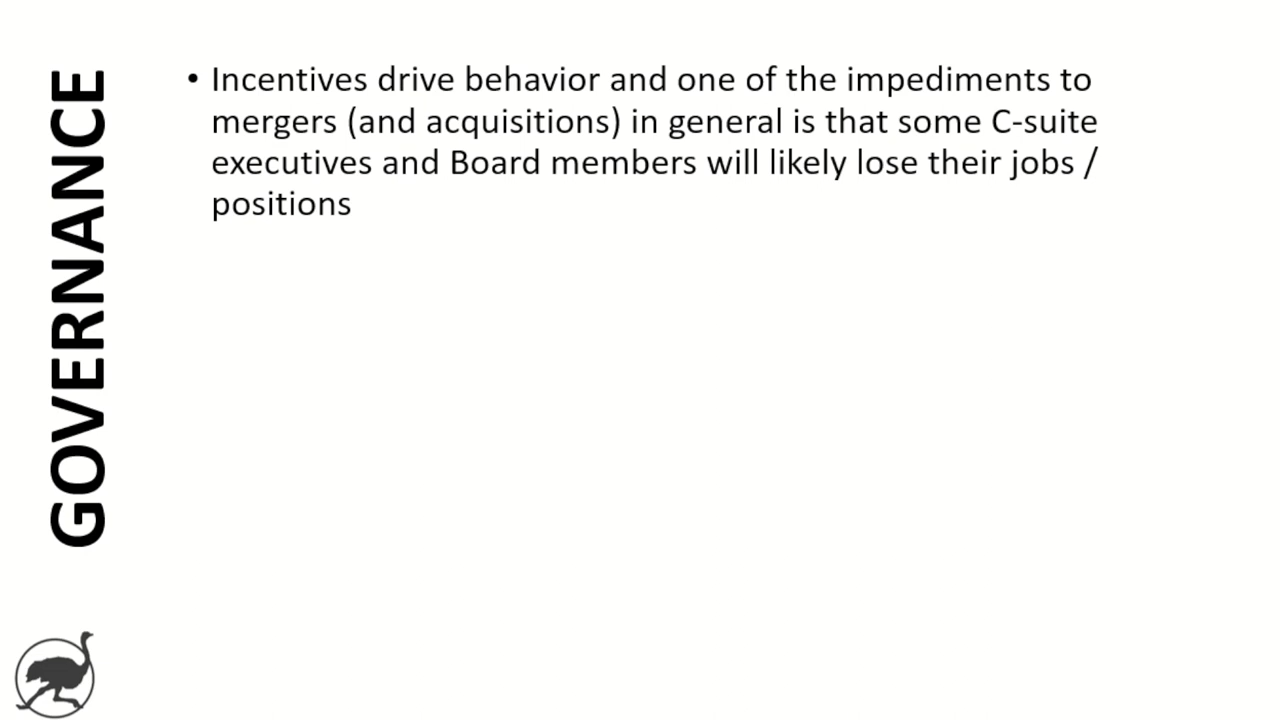 GOVERNANCE
• Incentives drive behavior and one of the impediments to
mergers (and acquisitions) in general is that some C-suite
executives and Board members will likely lose their jobs /
positions